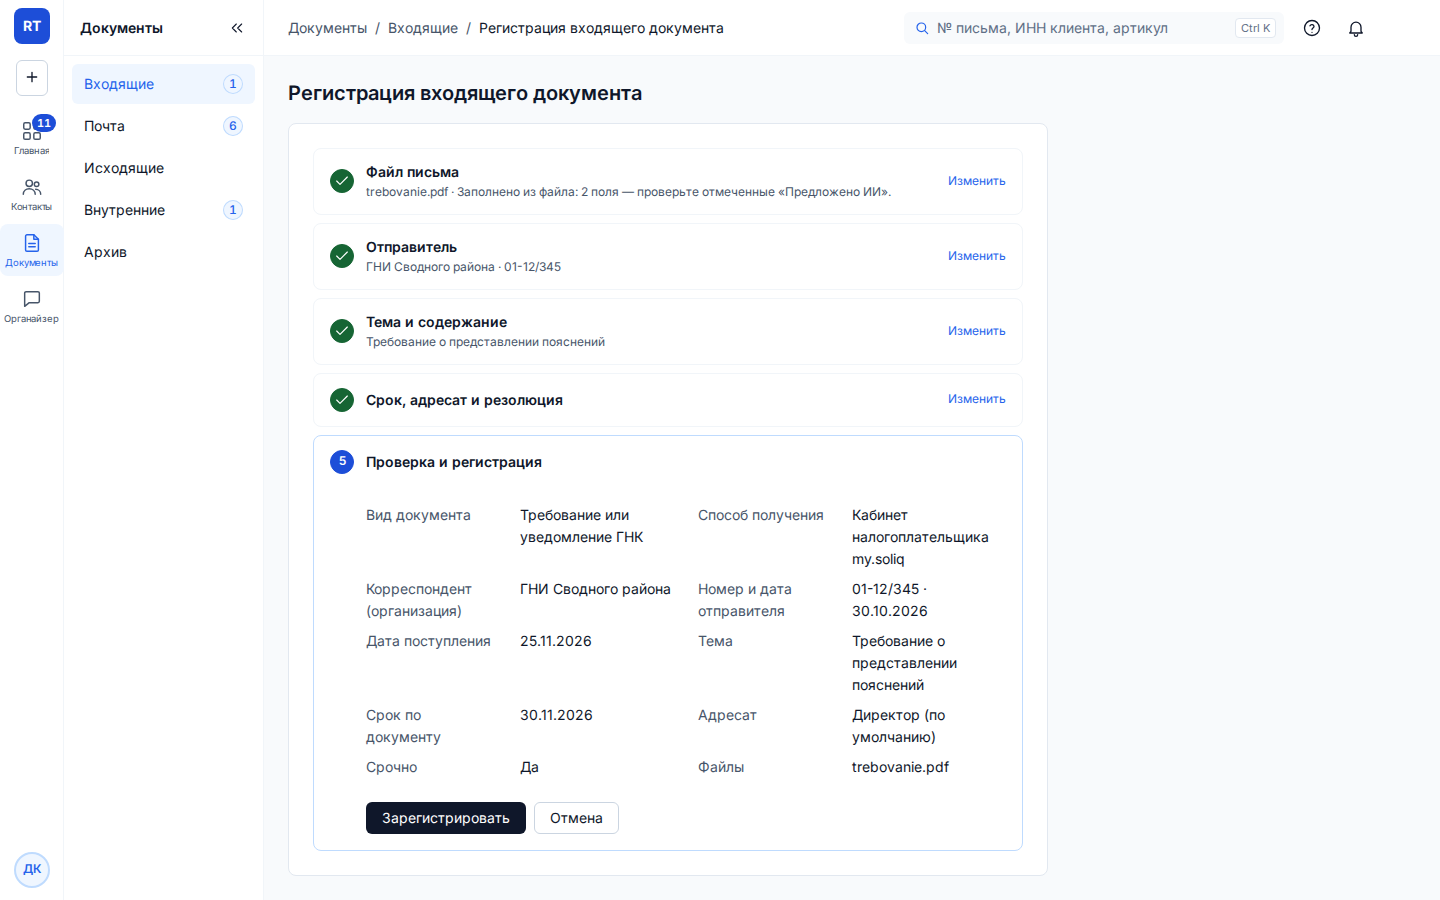 RT
Документы
Документы / Входящие / Регистрация входящего документа
№ письма, ИНН клиента, артикул
Ctrl K
11
Главная
Контакты
Документы
Органайзер
ДК
Входящие 1
Почта 6
Исходящие
Внутренние 1
Архив
Регистрация входящего документа
Файл письма
trebovanie.pdf · Заполнено из файла: 2 поля — проверьте отмеченные «Предложено ИИ».
Изменить
Отправитель
ГНИ Сводного района · 01-12/345
Изменить
Тема и содержание
Требование о представлении пояснений
Изменить
Срок, адресат и резолюция
Изменить
5 Проверка и регистрация
Вид документа
Требование или
уведомление ГНК
Способ получения
Кабинет
налогоплательщика
my.soliq
Корреспондент
(организация)
ГНИ Сводного района
Номер и дата
отправителя
01-12/345 ·
30.10.2026
Дата поступления
25.11.2026
Тема
Требование о
представлении
пояснений
Срок по
документу
30.11.2026
Адресат
Директор (по
умолчанию)
Срочно
Да
Файлы
trebovanie.pdf
Зарегистрировать
Отмена